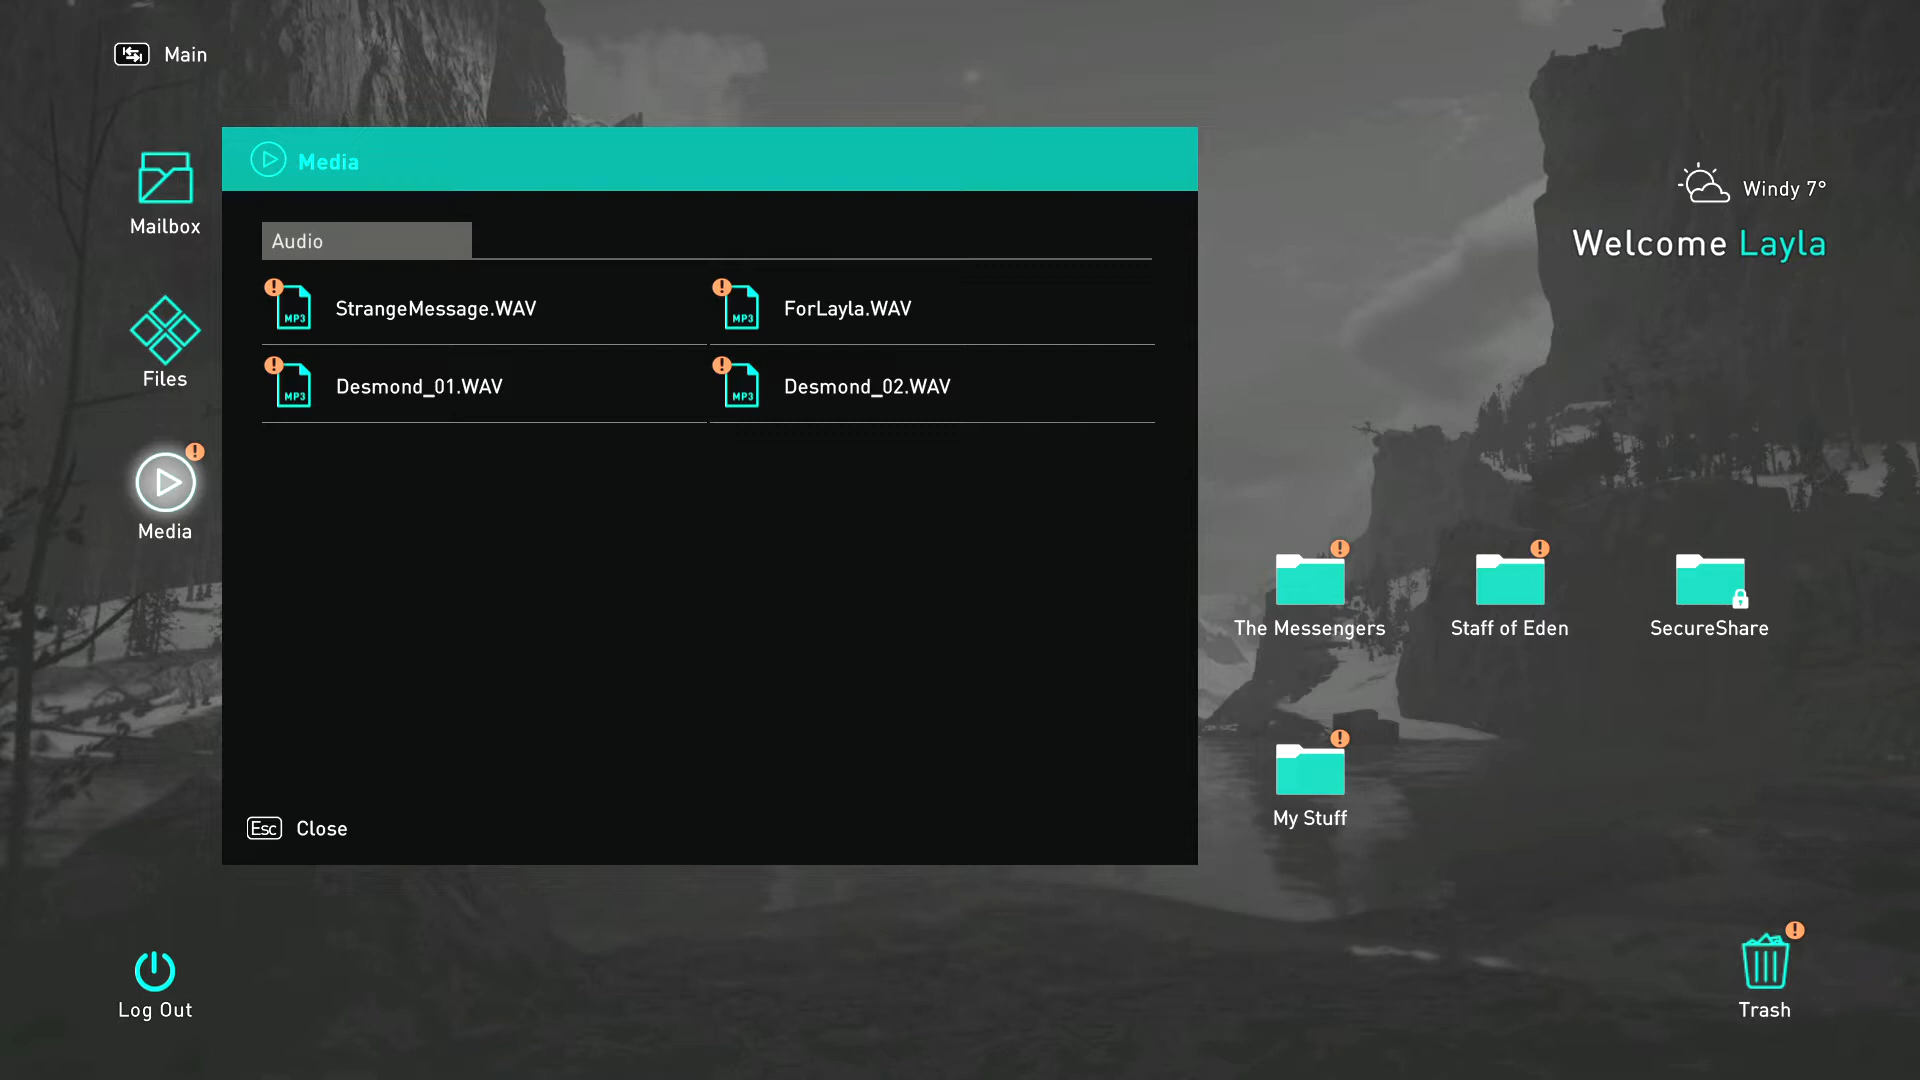 Main
Mailbox
Files
! Media
Media
Audio
! MP3 StrangeMessage.WAV
! MP3 ForLayla.WAV
! MP3 Desmond_01.WAV
! MP3 Desmond_02.WAV
Esc Close
Windy 7°
Welcome Layla
! The Messengers
! Staff of Eden
SecureShare
! My Stuff
Log Out
! Trash